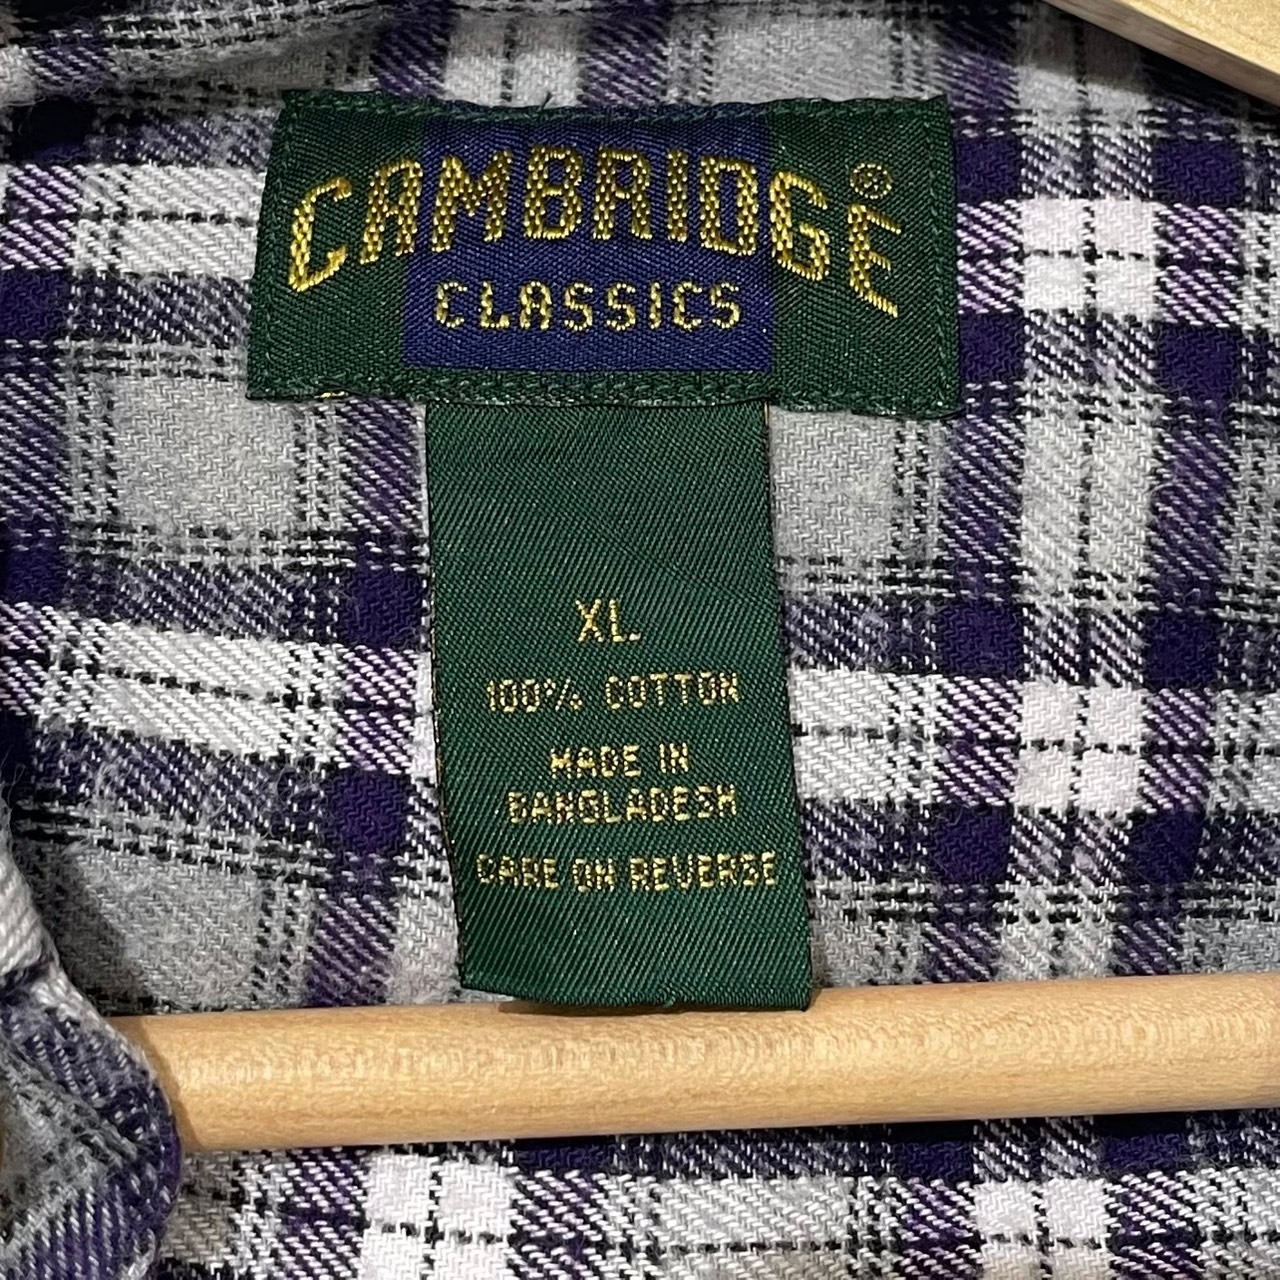 CAMBRIDGE®
CLASSICS
XL.
100% COTTON
MADE IN
BANGLADESH
CARE ON REVERSE